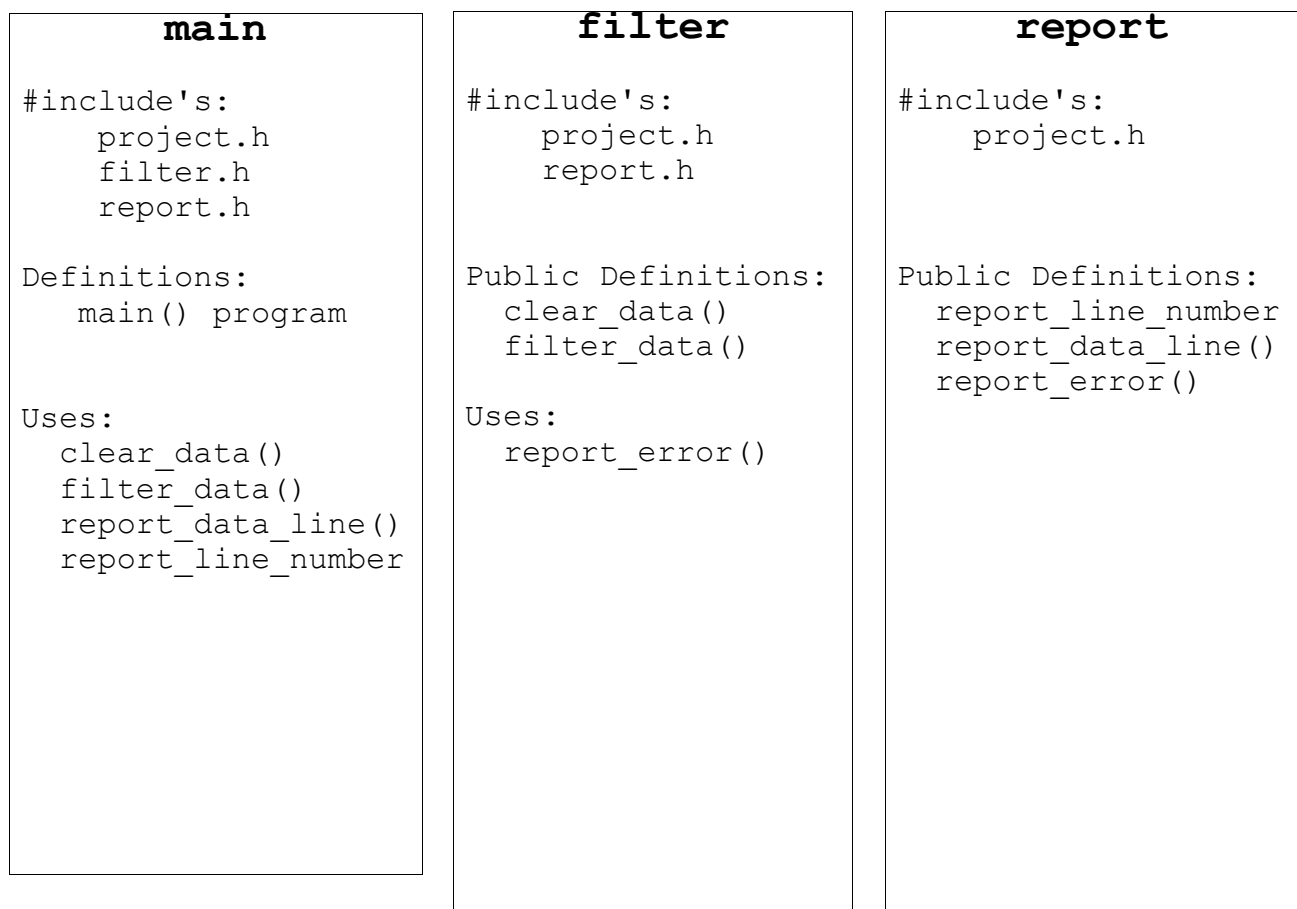 main
#include's:
project.h
filter.h
report.h
Definitions:
main() program
Uses:
clear_data()
filter_data()
report_data_line()
report_line_number
filter
#include's:
project.h
report.h
Public Definitions:
clear_data()
filter_data()
Uses:
report_error()
report
#include's:
project.h
Public Definitions:
report_line_number
report_data_line()
report_error()